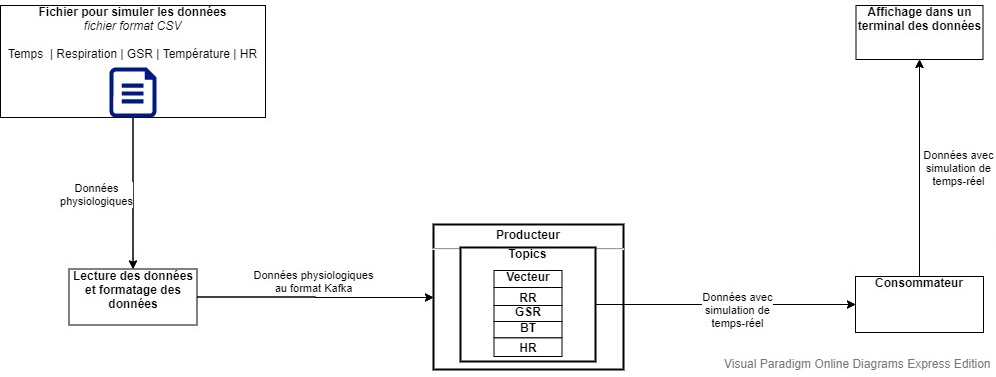 Fichier pour simuler les données
fichier format CSV
Temps | Respiration | GSR | Température | HR
Données
physiologiques
Lecture des données
et formatage des
données
Données physiologiques
au format Kafka
Producteur
Topics
Vecteur
RR
GSR
BT
HR
Données avec
simulation de
temps-réel
Consommateur
Données avec
simulation de
temps-réel
Affichage dans un
terminal des données
Visual Paradigm Online Diagrams Express Edition